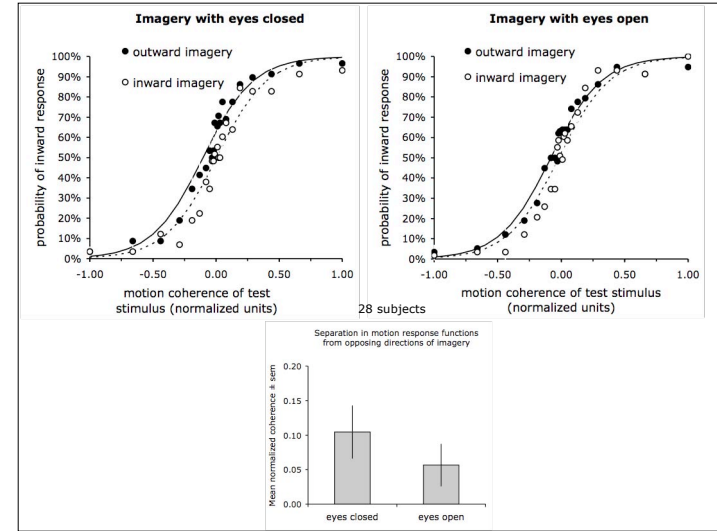 Imagery with eyes closed
outward imagery
inward imagery
probability of inward response
100%
90%
80%
70%
60%
50%
40%
30%
20%
10%
0%
-1.00
-0.50
0.00
0.50
1.00
motion coherence of test
stimulus (normalized units)
Imagery with eyes open
outward imagery
inward imagery
probability of inward response
100%
90%
80%
70%
60%
50%
40%
30%
20%
10%
0%
-1.00
-0.50
0.00
0.50
1.00
motion coherence of test stimulus
(normalized units)
28 subjects
Separation in motion response functions
from opposing directions of imagery
Mean normalized coherence ± sem
0.20
0.15
0.10
0.05
0.00
eyes closed
eyes open